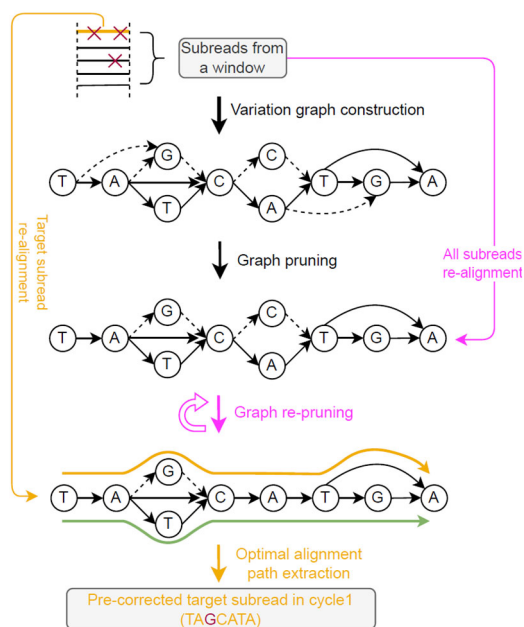 Subreads from
a window
Variation graph construction
G
C
T
A
C
T
G
A
T
A
Target subread
re-alignment
Graph pruning
All subreads
re-alignment
G
C
T
A
C
T
G
A
T
A
Graph re-pruning
G
T
A
C
A
T
G
A
T
Optimal alignment
path extraction
Pre-corrected target subread in cycle1
(TAGCATA)